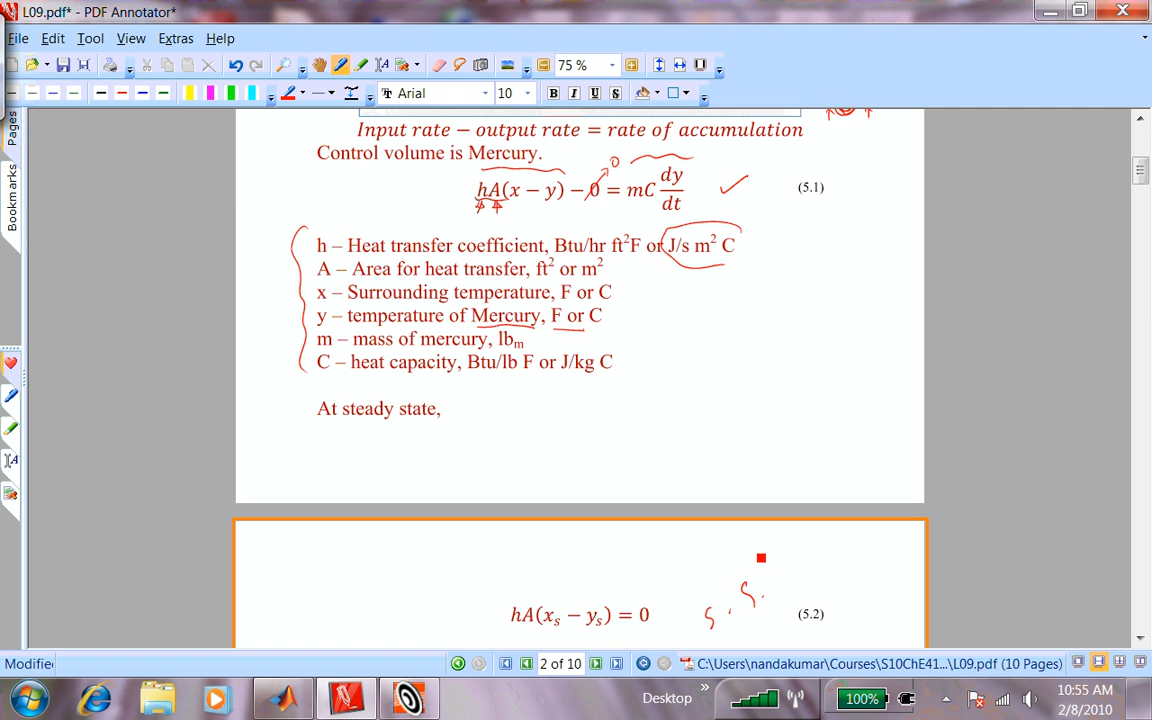 L09.pdf* - PDF Annotator*
File Edit Tool View Extras Help
75 %
Arial 10 B I U S
Pages
Bookmarks
Input rate − output rate = rate of accumulation
Control volume is Mercury.
0
hA(x − y) − 0 = mC dy/dt (5.1)
h – Heat transfer coefficient, Btu/hr ft²F or J/s m² C
A – Area for heat transfer, ft² or m²
x – Surrounding temperature, F or C
y – temperature of Mercury, F or C
m – mass of mercury, lbₘ
C – heat capacity, Btu/lb F or J/kg C
At steady state,
S. S.
hA(xₛ − yₛ) = 0 (5.2)
Modifie
2 of 10
C:\Users\nandakumar\Courses\S10ChE41...\L09.pdf (10 Pages)
Desktop
100%
10:55 AM
2/8/2010